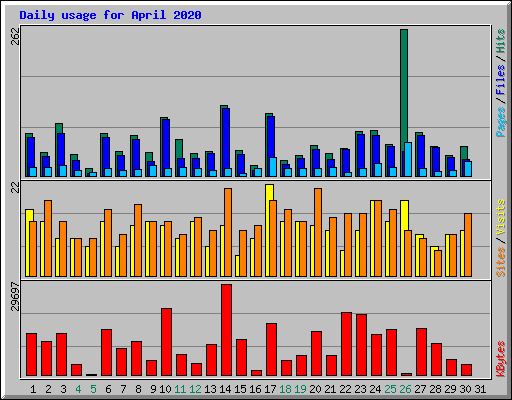 Daily usage for April 2020
262
Pages / Files / Hits
22
Sites / Visits
29697
KBytes
1 2 3 4 5 6 7 8 9 10 11 12 13 14 15 16 17 18 19 20 21 22 23 24 25 26 27 28 29 30 31